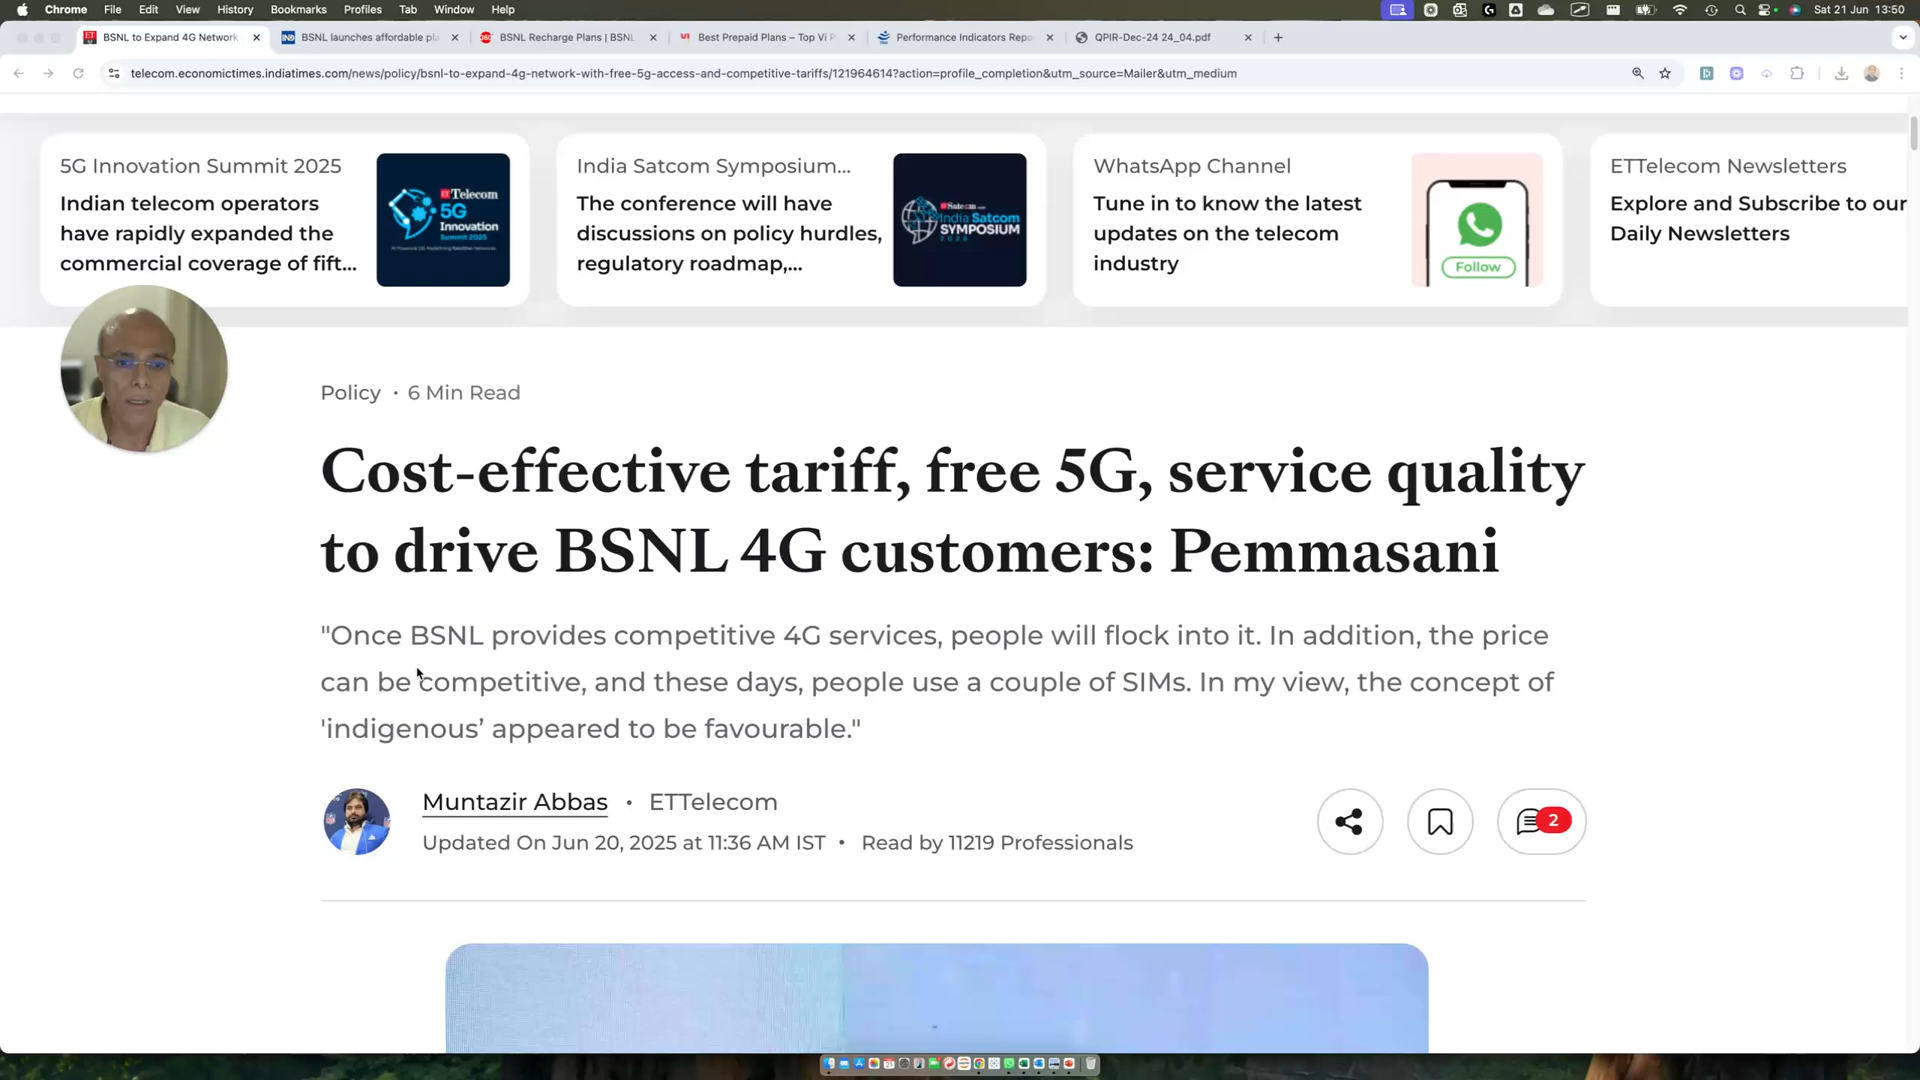 Chrome File Edit View History Bookmarks Profiles Tab Window Help Sat 21 Jun 13:50
BSNL to Expand 4G Network BSNL launches affordable pla BSNL Recharge Plans | BSNL Best Prepaid Plans – Top Vi P Performance Indicators Repo QPIR-Dec-24 24_04.pdf
telecom.economictimes.indiatimes.com/news/policy/bsnl-to-expand-4g-network-with-free-5g-access-and-competitive-tariffs/121964614?action=profile_completion&utm_source=Mailer&utm_medium
5G Innovation Summit 2025
Indian telecom operators
have rapidly expanded the
commercial coverage of fift...
ET Telecom
5G
Innovation
Summit 2025
India Satcom Symposium...
The conference will have
discussions on policy hurdles,
regulatory roadmap,...
India Satcom
SYMPOSIUM
2025
WhatsApp Channel
Tune in to know the latest
updates on the telecom
industry
Follow
ETTelecom Newsletters
Explore and Subscribe to our
Daily Newsletters
Policy • 6 Min Read
Cost-effective tariff, free 5G, service quality
to drive BSNL 4G customers: Pemmasani
"Once BSNL provides competitive 4G services, people will flock into it. In addition, the price
can be competitive, and these days, people use a couple of SIMs. In my view, the concept of
'indigenous’ appeared to be favourable."
Muntazir Abbas • ETTelecom
Updated On Jun 20, 2025 at 11:36 AM IST • Read by 11219 Professionals
2